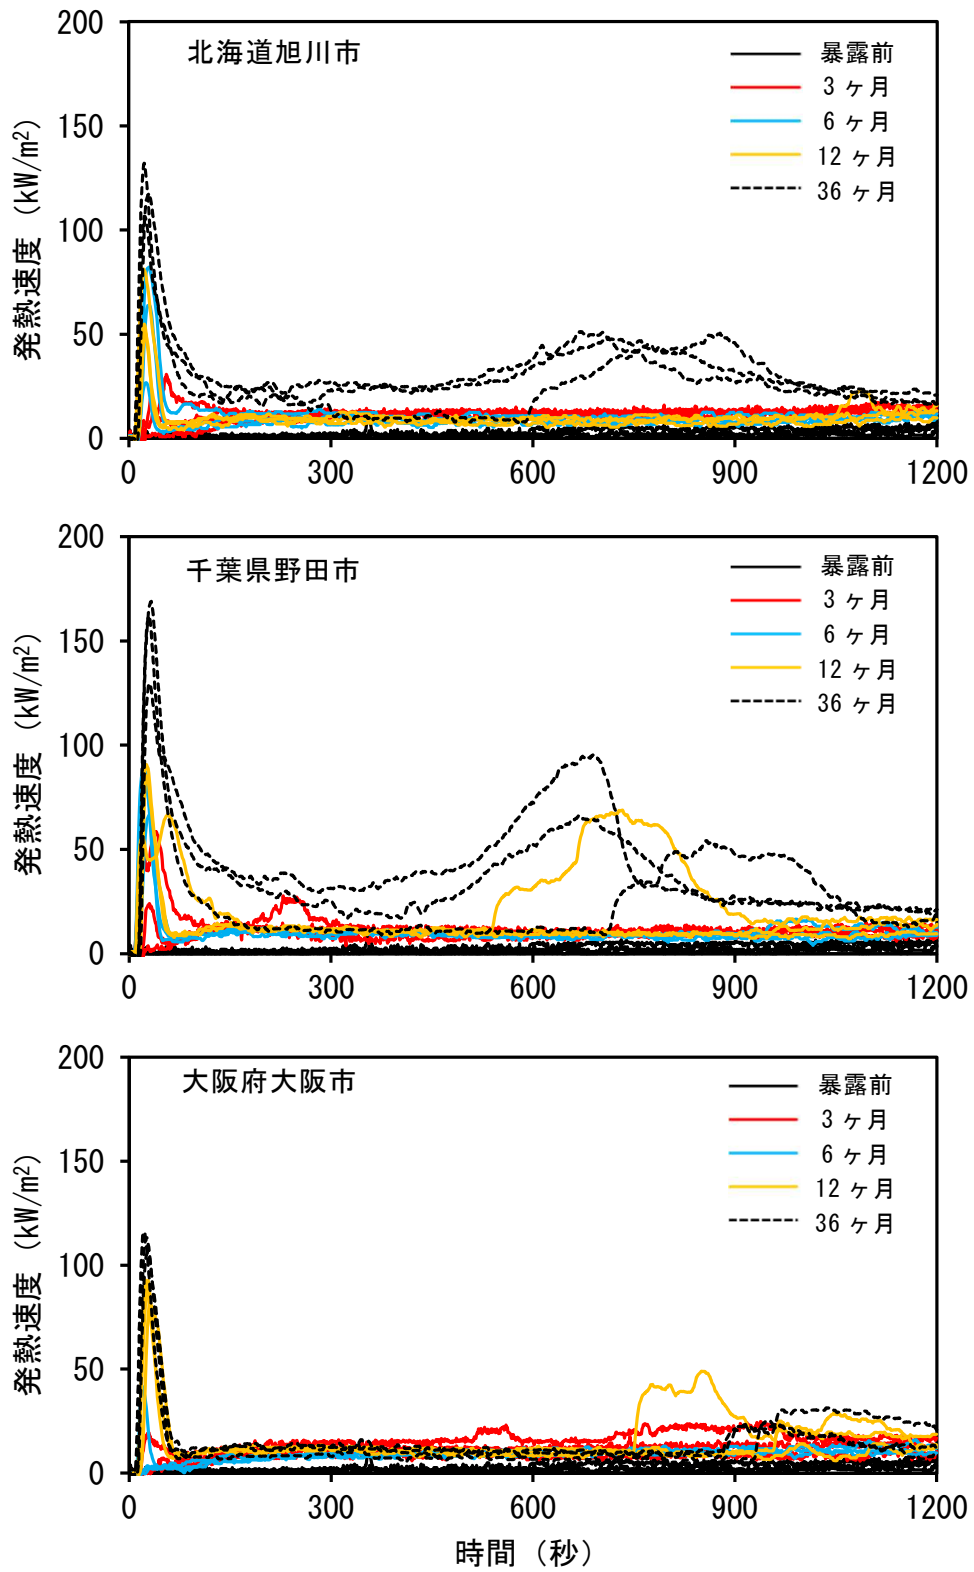 北海道旭川市
暴露前
3 ヶ月
6 ヶ月
12 ヶ月
36 ヶ月
発熱速度 (kW/m²)
200
150
100
50
0
0 300 600 900 1200
千葉県野田市
暴露前
3 ヶ月
6 ヶ月
12 ヶ月
36 ヶ月
発熱速度 (kW/m²)
200
150
100
50
0
0 300 600 900 1200
大阪府大阪市
暴露前
3 ヶ月
6 ヶ月
12 ヶ月
36 ヶ月
発熱速度 (kW/m²)
200
150
100
50
0
0 300 600 900 1200
時間（秒）